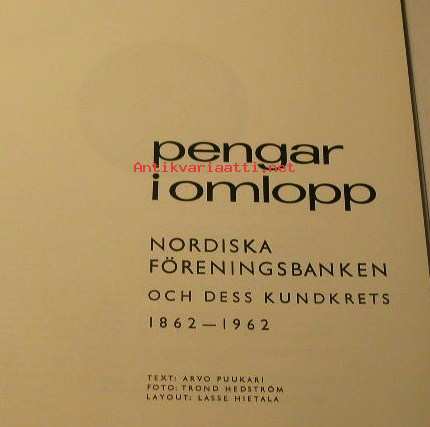 pengar
Antikvariaatti.net
i omlopp
NORDISKA
FÖRENINGSBANKEN
OCH DESS KUNDKRETS
1862—1962
TEXT: ARVO PUUKARI
FOTO: TROND HEDSTRÖM
LAYOUT: LASSE HIETALA